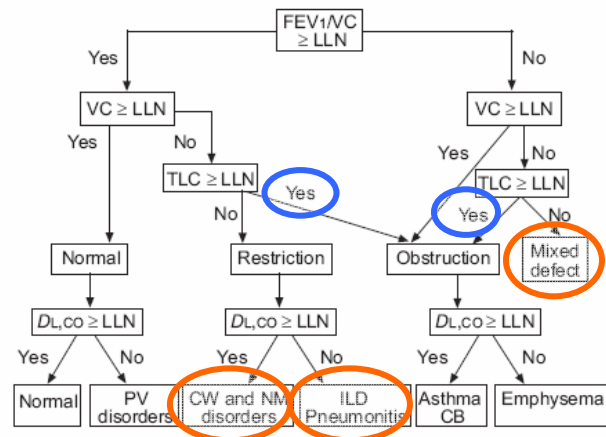 FEV1/VC
≥ LLN
Yes
No
VC ≥ LLN
VC ≥ LLN
Yes
No
Yes
No
TLC ≥ LLN
TLC ≥ LLN
Yes
No
Yes
No
Normal
Restriction
Obstruction
Mixed
defect
DL,CO ≥ LLN
DL,CO ≥ LLN
DL,CO ≥ LLN
Yes
No
Yes
No
Yes
No
Normal
PV
disorders
CW and NM
disorders
ILD
Pneumonitis
Asthma
CB
Emphysema